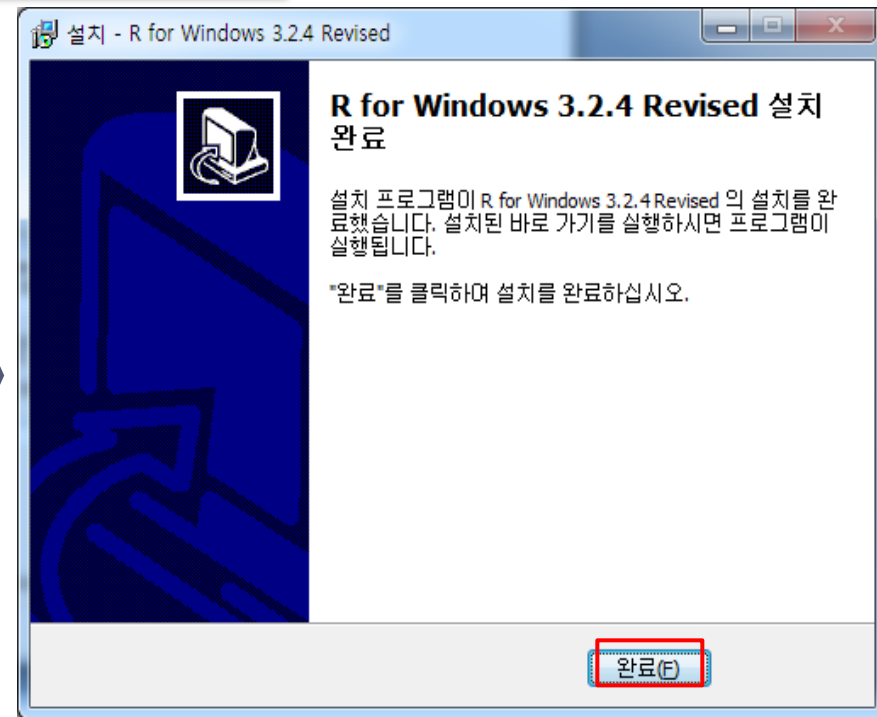 설치 - R for Windows 3.2.4 Revised
R for Windows 3.2.4 Revised 설치
완료
설치 프로그램이 R for Windows 3.2.4 Revised 의 설치를 완
료했습니다. 설치된 바로 가기를 실행하시면 프로그램이
실행됩니다.
"완료"를 클릭하여 설치를 완료하십시오.
완료(F)